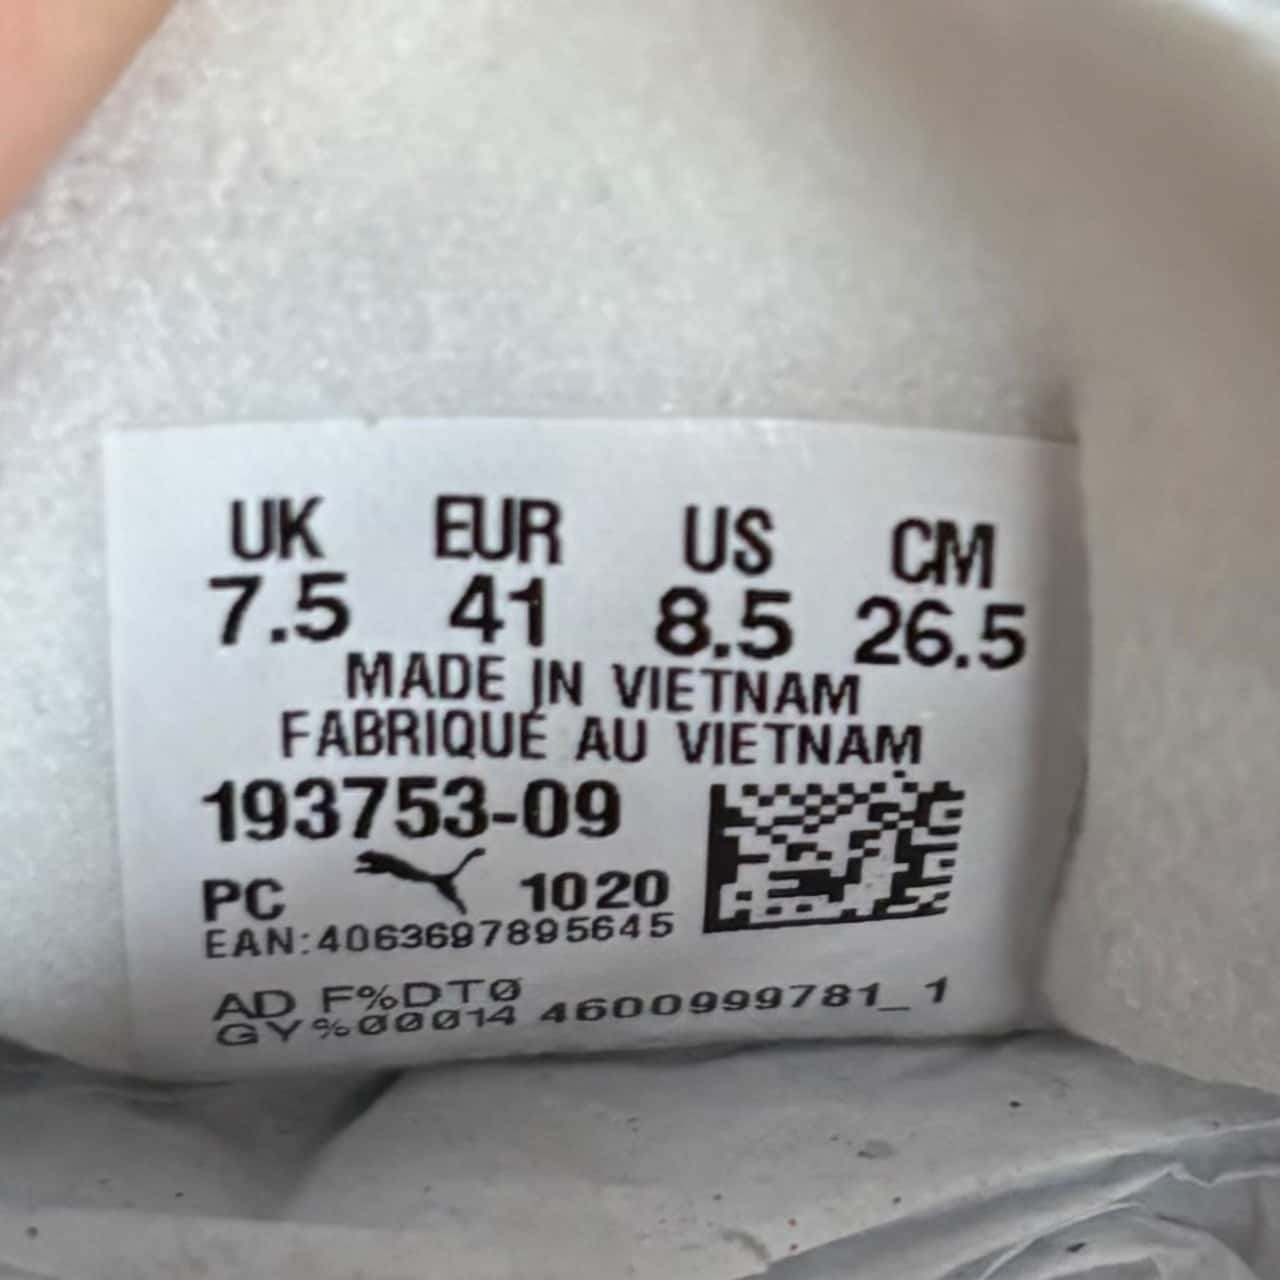 UK EUR US CM
7.5 41 8.5 26.5
MADE IN VIETNAM
FABRIQUÉ AU VIETNAM
193753-09
PC 1020
EAN:4063697895645
AD F%DTØ
GY%ØØØ14 4600999781_1